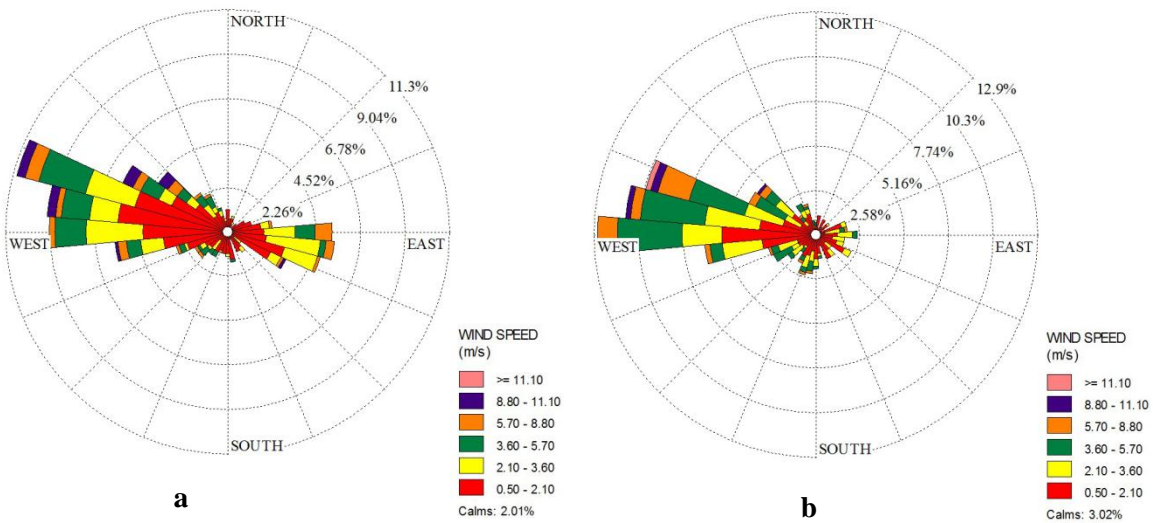 NORTH
11.3%
9.04%
6.78%
4.52%
2.26%
WEST
EAST
SOUTH
WIND SPEED
(m/s)
>= 11.10
8.80 - 11.10
5.70 - 8.80
3.60 - 5.70
2.10 - 3.60
0.50 - 2.10
Calms: 2.01%
a
NORTH
12.9%
10.3%
7.74%
5.16%
2.58%
WEST
EAST
SOUTH
WIND SPEED
(m/s)
>= 11.10
8.80 - 11.10
5.70 - 8.80
3.60 - 5.70
2.10 - 3.60
0.50 - 2.10
Calms: 3.02%
b